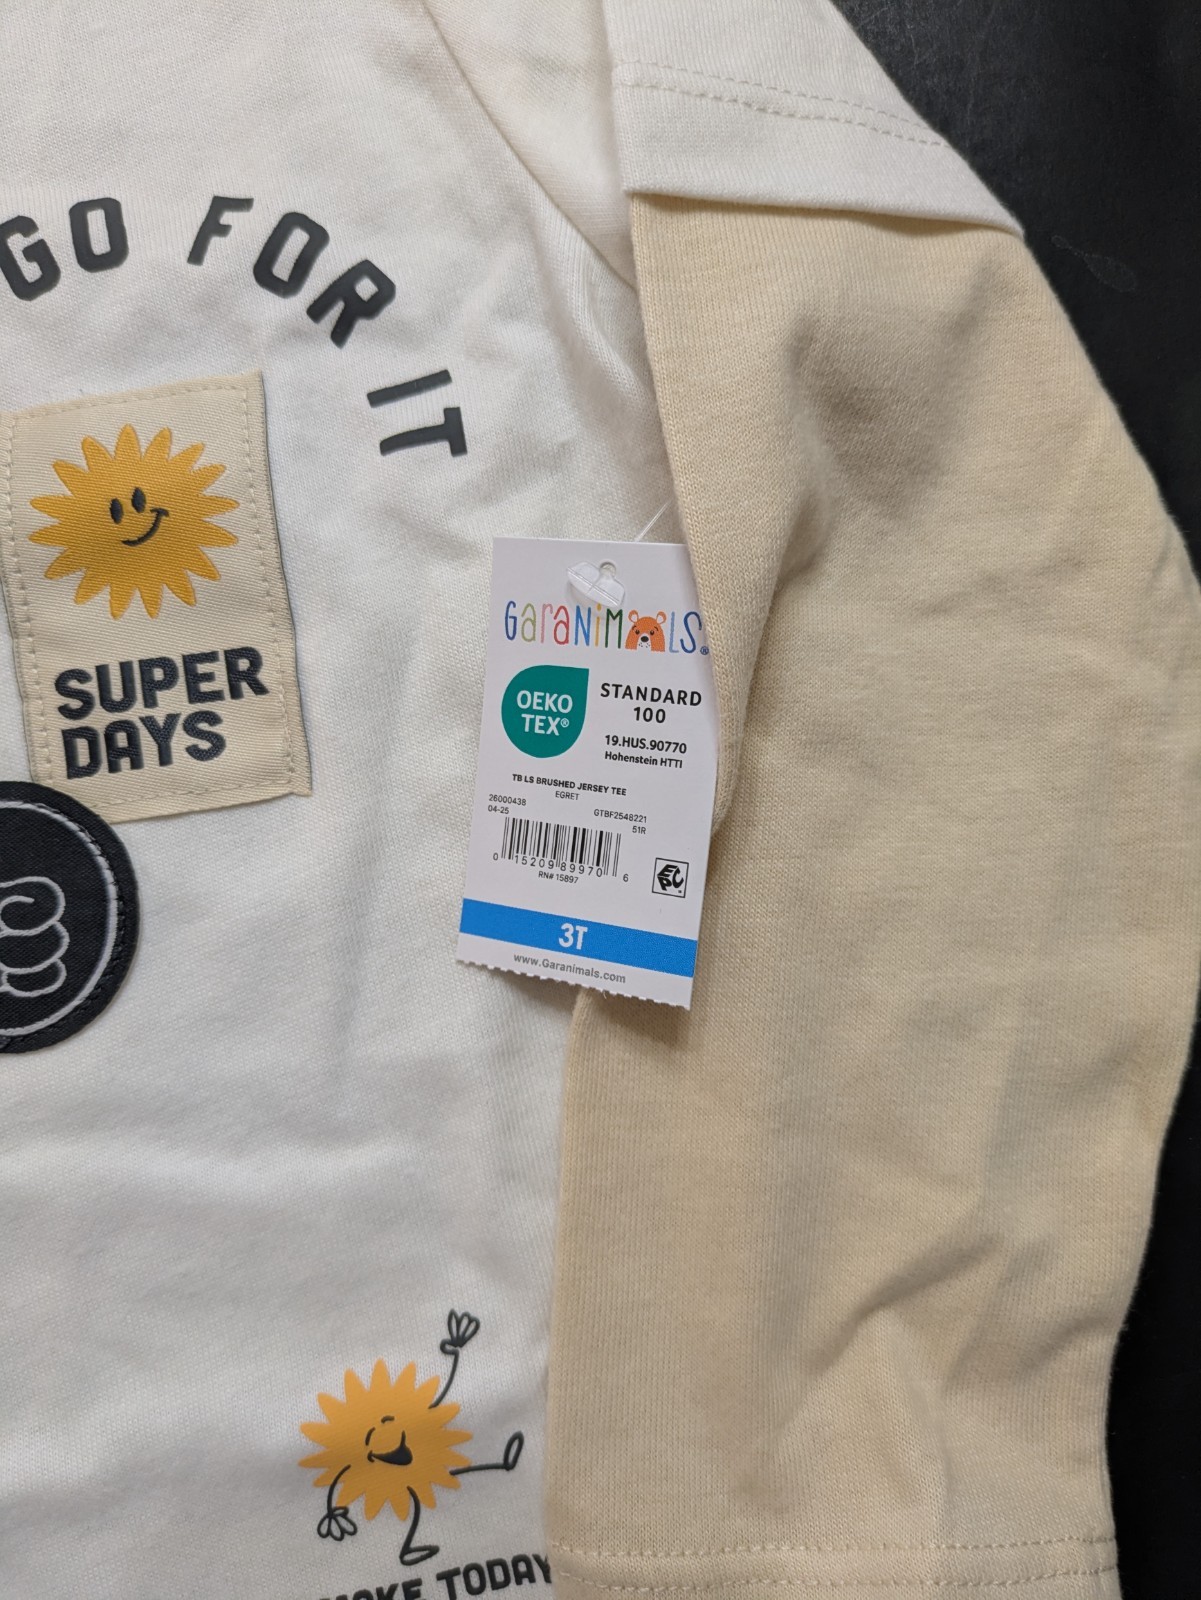 GO FOR IT
SUPER
DAYS
GaraNiMALS®
OEKO
TEX®
STANDARD
100
19.HUS.90770
Hohenstein HTTI
TB LS BRUSHED JERSEY TEE
EGRET
26000438
04-25
GTBF2548221
51R
0 15209 89970 6
RN# 15897
EPC
3T
www.Garanimals.com
TODAY